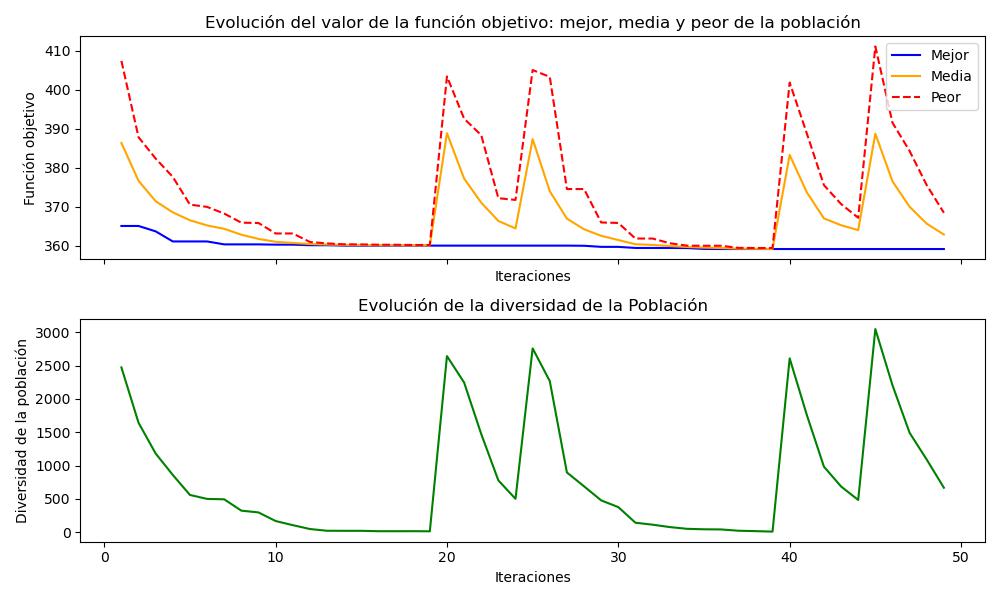 Evolución del valor de la función objetivo: mejor, media y peor de la población
Función objetivo
410
400
390
380
370
360
Mejor
Media
Peor
Iteraciones
Evolución de la diversidad de la Población
Diversidad de la población
3000
2500
2000
1500
1000
500
0
0 10 20 30 40 50
Iteraciones